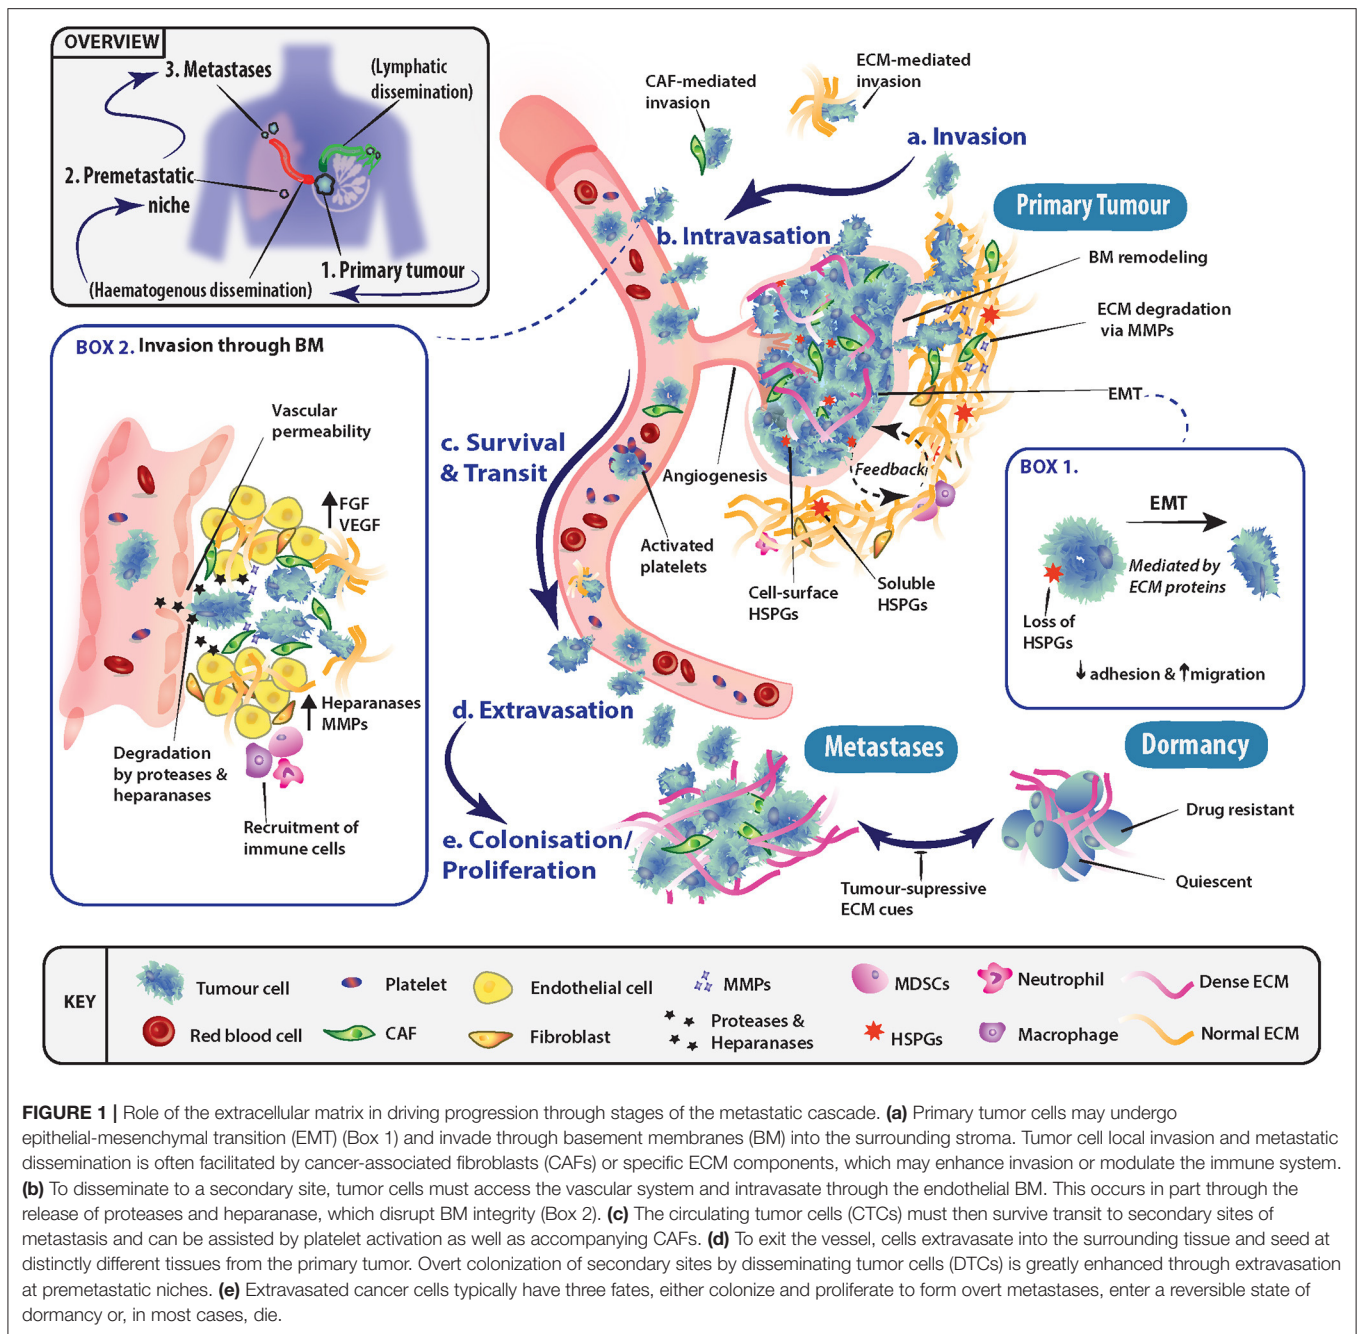 OVERVIEW
3. Metastases
(Lymphatic
dissemination)
2. Premetastatic
niche
1. Primary tumour
(Haematogenous dissemination)
CAF-mediated
invasion
ECM-mediated
invasion
a. Invasion
Primary Tumour
b. Intravasation
BM remodeling
ECM degradation
via MMPs
EMT
Feedback
Angiogenesis
c. Survival
& Transit
Activated
platelets
Cell-surface
HSPGs
Soluble
HSPGs
BOX 2. Invasion through BM
Vascular
permeability
FGF
VEGF
Heparanases
MMPs
Degradation
by proteases &
heparanases
Recruitment of
immune cells
BOX 1.
EMT
Mediated by
ECM proteins
Loss of
HSPGs
adhesion & migration
d. Extravasation
Metastases
Dormancy
e. Colonisation/
Proliferation
Drug resistant
Quiescent
Tumour-supressive
ECM cues
KEY
Tumour cell
Platelet
Endothelial cell
MMPs
MDSCs
Neutrophil
Dense ECM
Red blood cell
CAF
Fibroblast
Proteases &
Heparanases
HSPGs
Macrophage
Normal ECM
FIGURE 1 | Role of the extracellular matrix in driving progression through stages of the metastatic cascade. (a) Primary tumor cells may undergo
epithelial-mesenchymal transition (EMT) (Box 1) and invade through basement membranes (BM) into the surrounding stroma. Tumor cell local invasion and metastatic
dissemination is often facilitated by cancer-associated fibroblasts (CAFs) or specific ECM components, which may enhance invasion or modulate the immune system.
(b) To disseminate to a secondary site, tumor cells must access the vascular system and intravasate through the endothelial BM. This occurs in part through the
release of proteases and heparanase, which disrupt BM integrity (Box 2). (c) The circulating tumor cells (CTCs) must then survive transit to secondary sites of
metastasis and can be assisted by platelet activation as well as accompanying CAFs. (d) To exit the vessel, cells extravasate into the surrounding tissue and seed at
distinctly different tissues from the primary tumor. Overt colonization of secondary sites by disseminating tumor cells (DTCs) is greatly enhanced through extravasation
at premetastatic niches. (e) Extravasated cancer cells typically have three fates, either colonize and proliferate to form overt metastases, enter a reversible state of
dormancy or, in most cases, die.